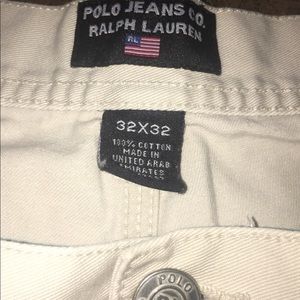 POLO JEANS CO.
RALPH LAUREN
RL
32X32
100% COTTON
MADE IN
UNITED ARAB
EMIRATES
POLO